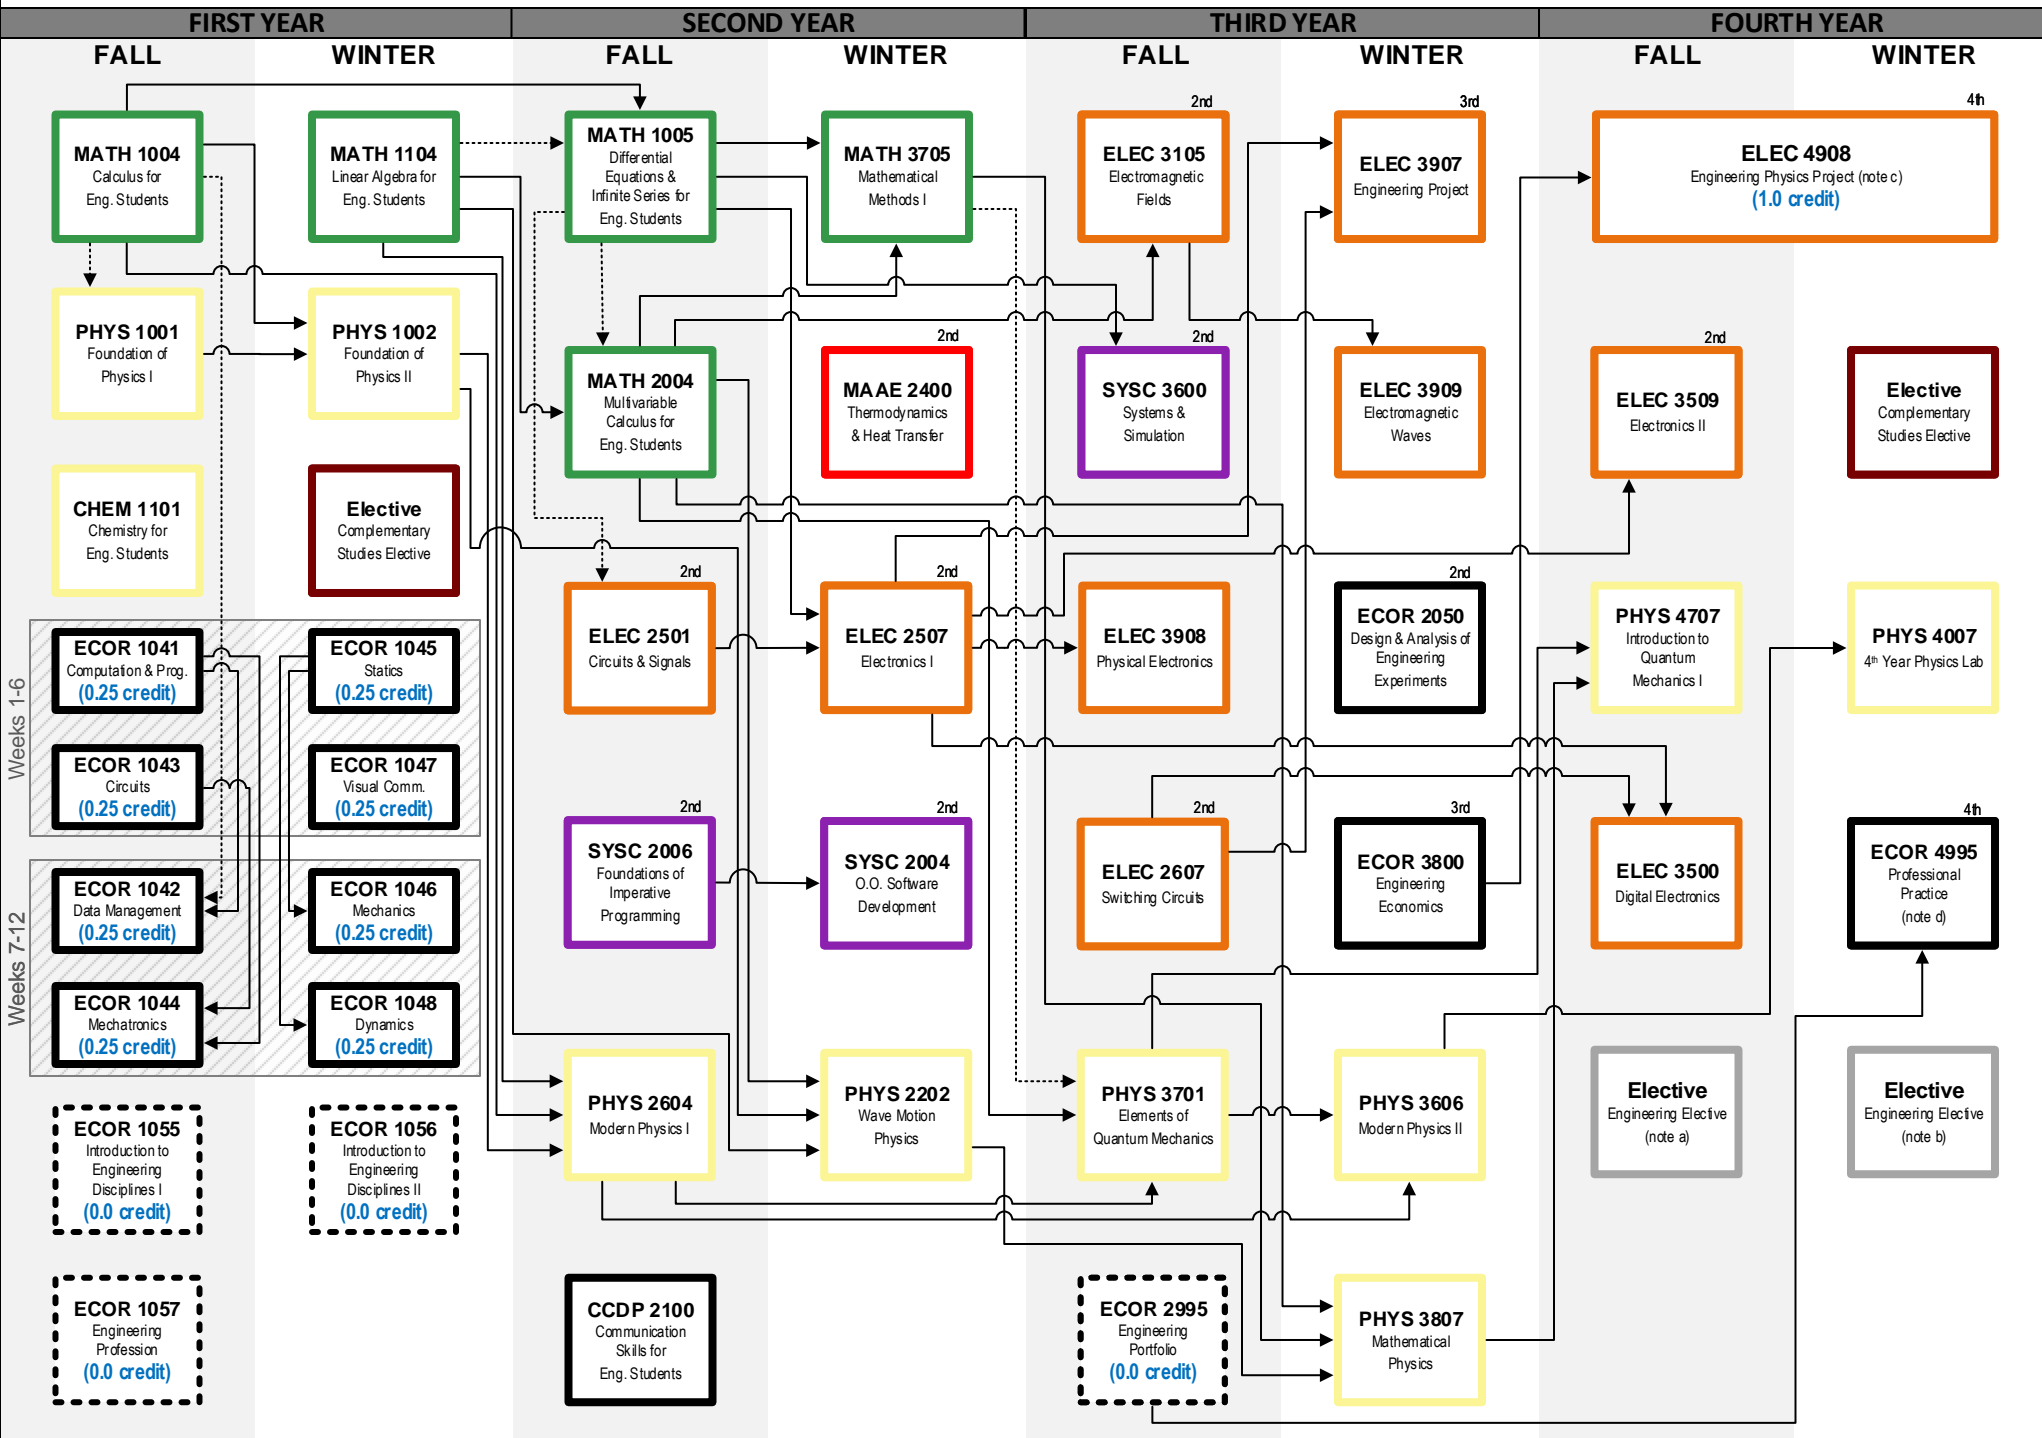 FIRST YEAR
SECOND YEAR
THIRD YEAR
FOURTH YEAR
FALL
WINTER
FALL
WINTER
FALL
WINTER
FALL
WINTER
MATH 1004
Calculus for
Eng. Students
MATH 1104
Linear Algebra for
Eng. Students
MATH 1005
Differential
Equations &
Infinite Series for
Eng. Students
MATH 3705
Mathematical
Methods I
2nd
ELEC 3105
Electromagnetic
Fields
3rd
ELEC 3907
Engineering Project
4th
ELEC 4908
Engineering Physics Project (note c)
(1.0 credit)
PHYS 1001
Foundation of
Physics I
PHYS 1002
Foundation of
Physics II
MATH 2004
Multivariable
Calculus for
Eng. Students
2nd
MAAE 2400
Thermodynamics
& Heat Transfer
2nd
SYSC 3600
Systems &
Simulation
ELEC 3909
Electromagnetic
Waves
2nd
ELEC 3509
Electronics II
Elective
Complementary
Studies Elective
CHEM 1101
Chemistry for
Eng. Students
Elective
Complementary
Studies Elective
2nd
ELEC 2501
Circuits & Signals
2nd
ELEC 2507
Electronics I
ELEC 3908
Physical Electronics
2nd
ECOR 2050
Design & Analysis of
Engineering
Experiments
PHYS 4707
Introduction to
Quantum
Mechanics I
PHYS 4007
4th Year Physics Lab
Weeks 1-6
ECOR 1041
Computation & Prog.
(0.25 credit)
ECOR 1045
Statics
(0.25 credit)
ECOR 1043
Circuits
(0.25 credit)
ECOR 1047
Visual Comm.
(0.25 credit)
2nd
SYSC 2006
Foundations of
Imperative
Programming
2nd
SYSC 2004
O.O. Software
Development
2nd
ELEC 2607
Switching Circuits
3rd
ECOR 3800
Engineering
Economics
ELEC 3500
Digital Electronics
4th
ECOR 4995
Professional
Practice
(note d)
Weeks 7-12
ECOR 1042
Data Management
(0.25 credit)
ECOR 1046
Mechanics
(0.25 credit)
ECOR 1044
Mechatronics
(0.25 credit)
ECOR 1048
Dynamics
(0.25 credit)
PHYS 2604
Modern Physics I
PHYS 2202
Wave Motion
Physics
PHYS 3701
Elements of
Quantum Mechanics
PHYS 3606
Modern Physics II
Elective
Engineering Elective
(note a)
Elective
Engineering Elective
(note b)
ECOR 1055
Introduction to
Engineering
Disciplines I
(0.0 credit)
ECOR 1056
Introduction to
Engineering
Disciplines II
(0.0 credit)
ECOR 1057
Engineering
Profession
(0.0 credit)
CCDP 2100
Communication
Skills for
Eng. Students
ECOR 2995
Engineering
Portfolio
(0.0 credit)
PHYS 3807
Mathematical
Physics